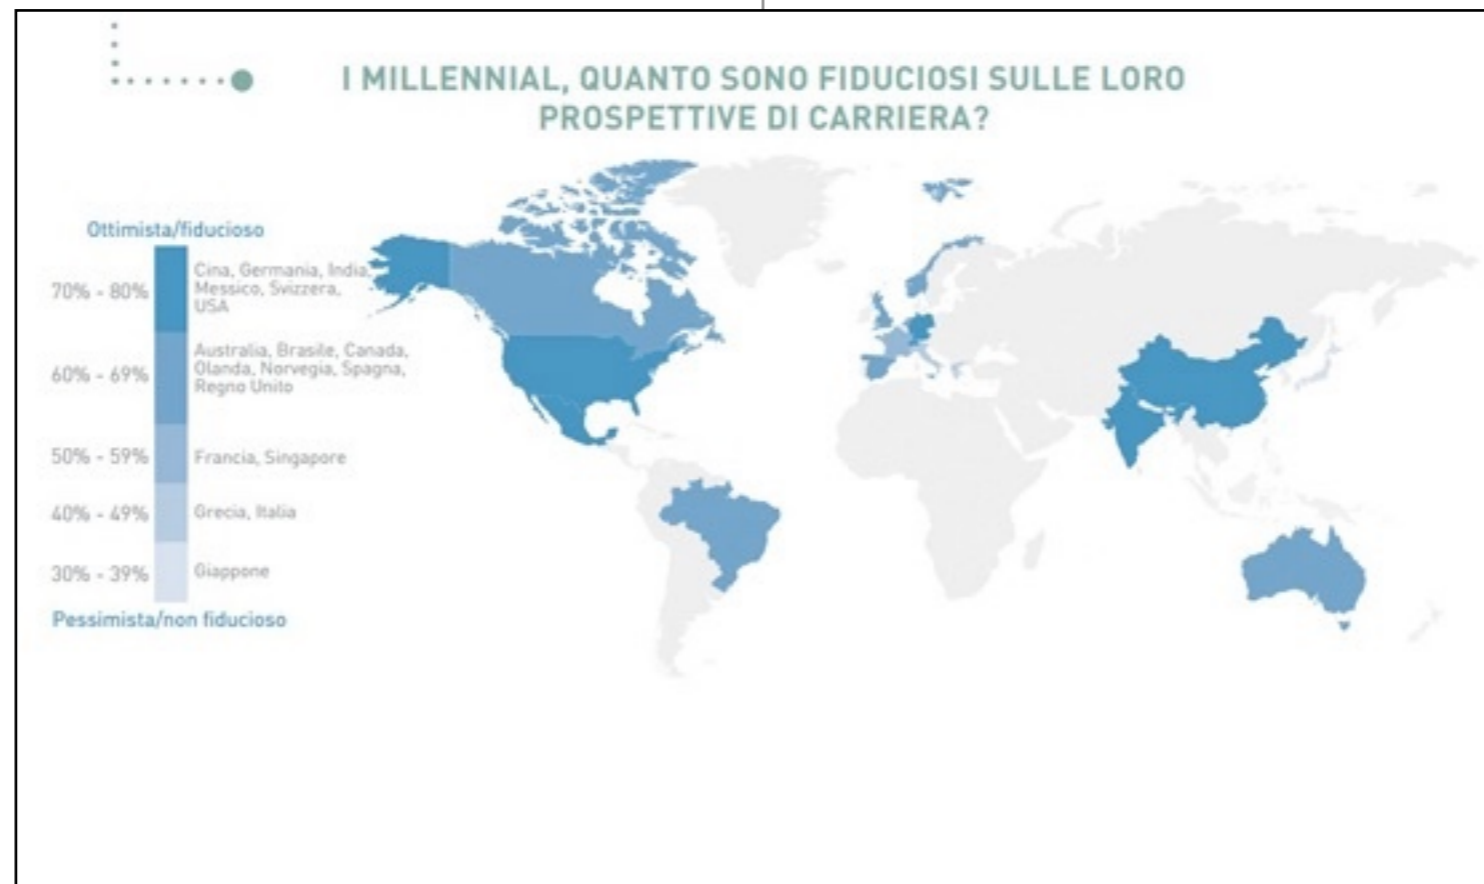 I MILLENNIAL, QUANTO SONO FIDUCIOSI SULLE LORO
PROSPETTIVE DI CARRIERA?
Ottimista/fiducioso
70% - 80%
Cina, Germania, India,
Messico, Svizzera,
USA
60% - 69%
Australia, Brasile, Canada,
Olanda, Norvegia, Spagna,
Regno Unito
50% - 59%
Francia, Singapore
40% - 49%
Grecia, Italia
30% - 39%
Giappone
Pessimista/non fiducioso